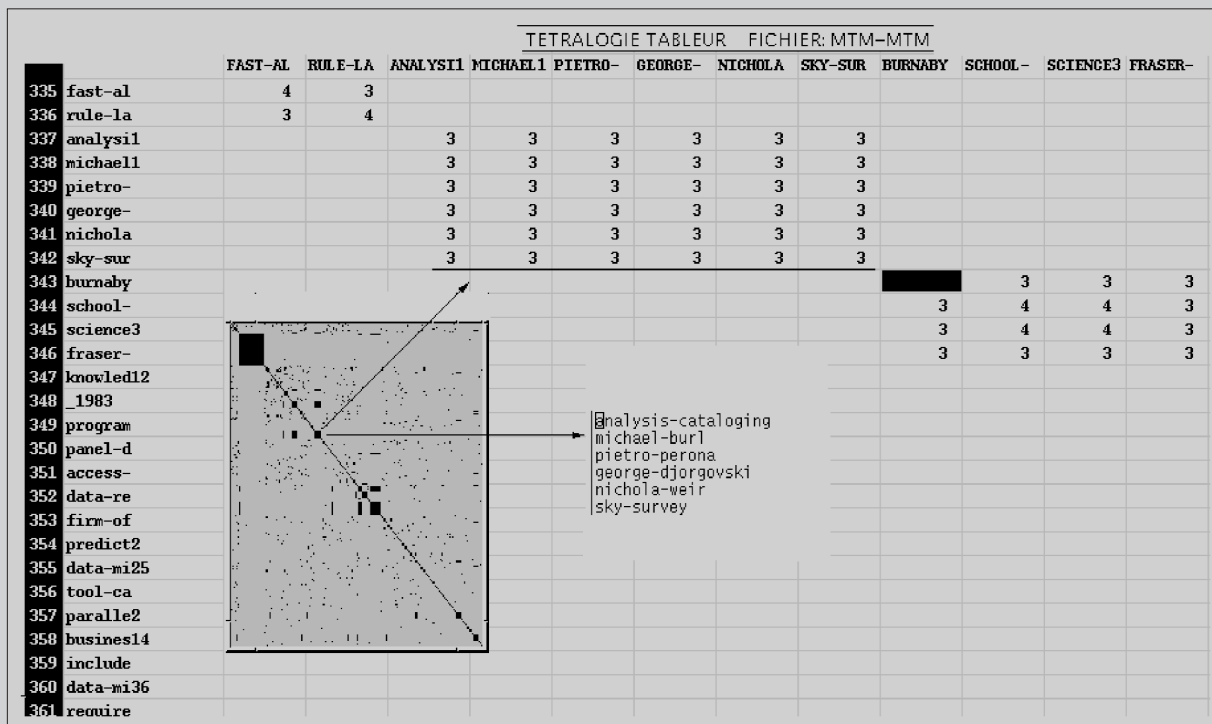 TETRALOGIE TABLEUR FICHIER: MTM-MTM
FAST-AL RULE-LA ANALYSI1 MICHAEL1 PIETRO- GEORGE- NICHOLA SKY-SUR BURNABY SCHOOL- SCIENCE3 FRASER-
335 fast-al 4 3
336 rule-la 3 4
337 analysi1 3 3 3 3 3 3
338 michael1 3 3 3 3 3 3
339 pietro- 3 3 3 3 3 3
340 george- 3 3 3 3 3 3
341 nichola 3 3 3 3 3 3
342 sky-sur 3 3 3 3 3 3
343 burnaby 3 3 3
344 school- 3 4 4 3
345 science3 3 4 4 3
346 fraser- 3 3 3 3
347 knowled12
348 _1983
349 program
350 panel-d
351 access-
352 data-re
353 firm-of
354 predict2
355 data-mi25
356 tool-ca
357 paralle2
358 busines14
359 include
360 data-mi36
361 require
analysis-cataloging
michael-burl
pietro-perona
george-djorgovski
nichola-weir
sky-survey